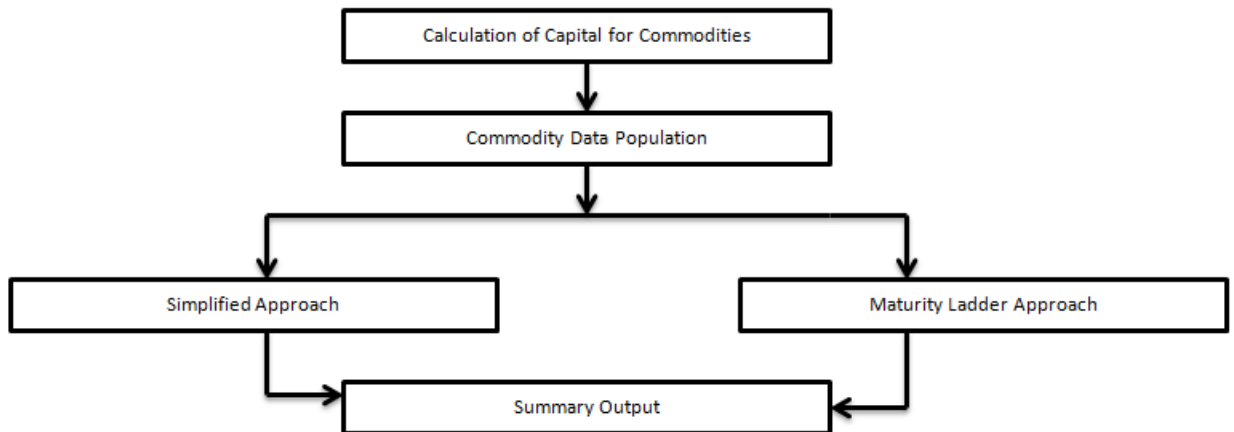 Calculation of Capital for Commodities
Commodity Data Population
Simplified Approach
Maturity Ladder Approach
Summary Output